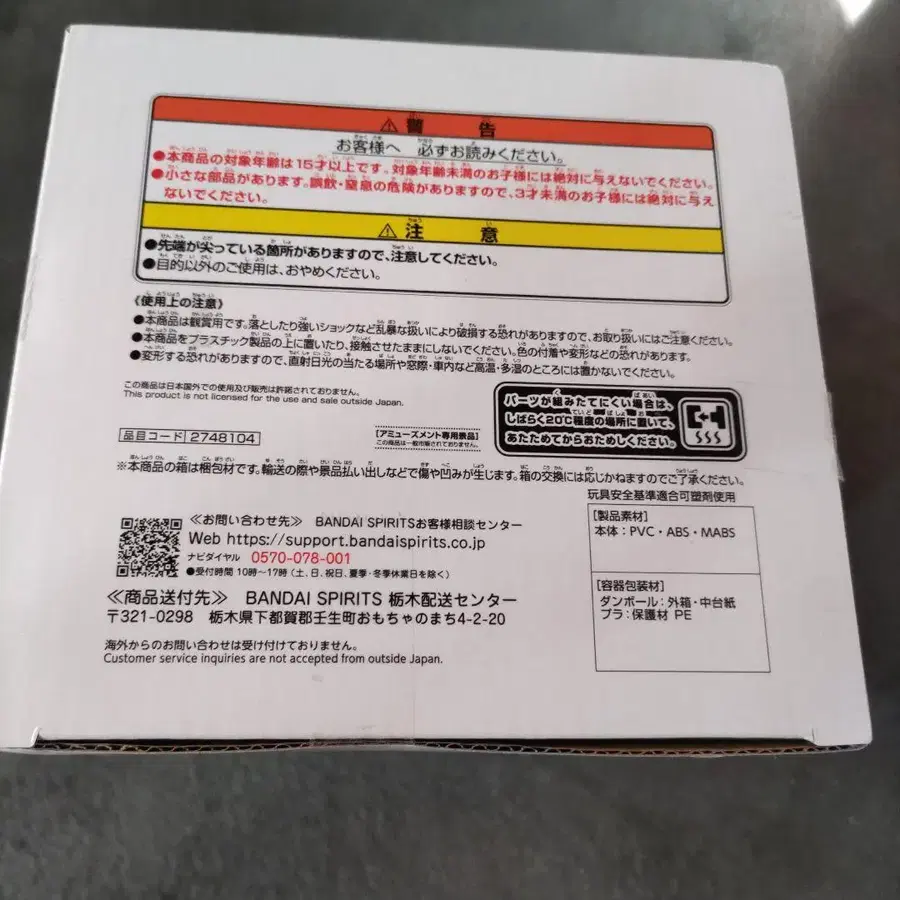 ⚠警告
お客様へ 必ずお読みください。
●本商品の対象年齢は15才以上です。対象年齢未満のお子様には絶対に与えないでください。
●小さな部品があります。誤飲・窒息の危険がありますので、3才未満のお子様には絶対に与え
ないでください。
⚠注意
●先端が尖っている箇所がありますので、注意してください。
●目的以外のご使用は、おやめください。
《使用上の注意》
●本商品は観賞用です。落としたり強いショックなど乱暴な扱いにより破損する恐れがありますので、お取り扱いにはご注意ください。
●本商品をプラスチック製品の上に置いたり、接触させたままにしないでください。色の付着や変形などの恐れがあります。
●変形する恐れがありますので、直射日光の当たる場所や窓際・車内など高温・多湿のところには置かないでください。
この商品は日本国外での使用及び販売は許諾されておりません。
This product is not licensed for the use and sale outside Japan.
パーツが組みたてにくい場合は、
しばらく20℃程度の場所に置いて、
あたためてからおためしください。
品目コード 2748104
[アミューズメント専用景品]
この商品は一般市販されておりません。
※本商品の箱は梱包材です。輸送の際や景品払い出しなどで傷や凹みが生じます。箱の交換には応じかねますのでご了承ください。
玩具安全基準適合可塑剤使用
≪お問い合わせ先≫ BANDAI SPIRITSお客様相談センター
Web https://support.bandaispirits.co.jp
ナビダイヤル 0570-078-001
●受付時間 10時～17時（土、日、祝日、夏季・冬季休業日を除く）
≪商品送付先≫ BANDAI SPIRITS 栃木配送センター
〒321-0298 栃木県下都賀郡壬生町おもちゃのまち4-2-20
海外からのお問い合わせは受け付けておりません。
Customer service inquiries are not accepted from outside Japan.
[製品素材]
本体：PVC・ABS・MABS
[容器包装材]
ダンボール：外箱・中台紙
プラ：保護材 PE